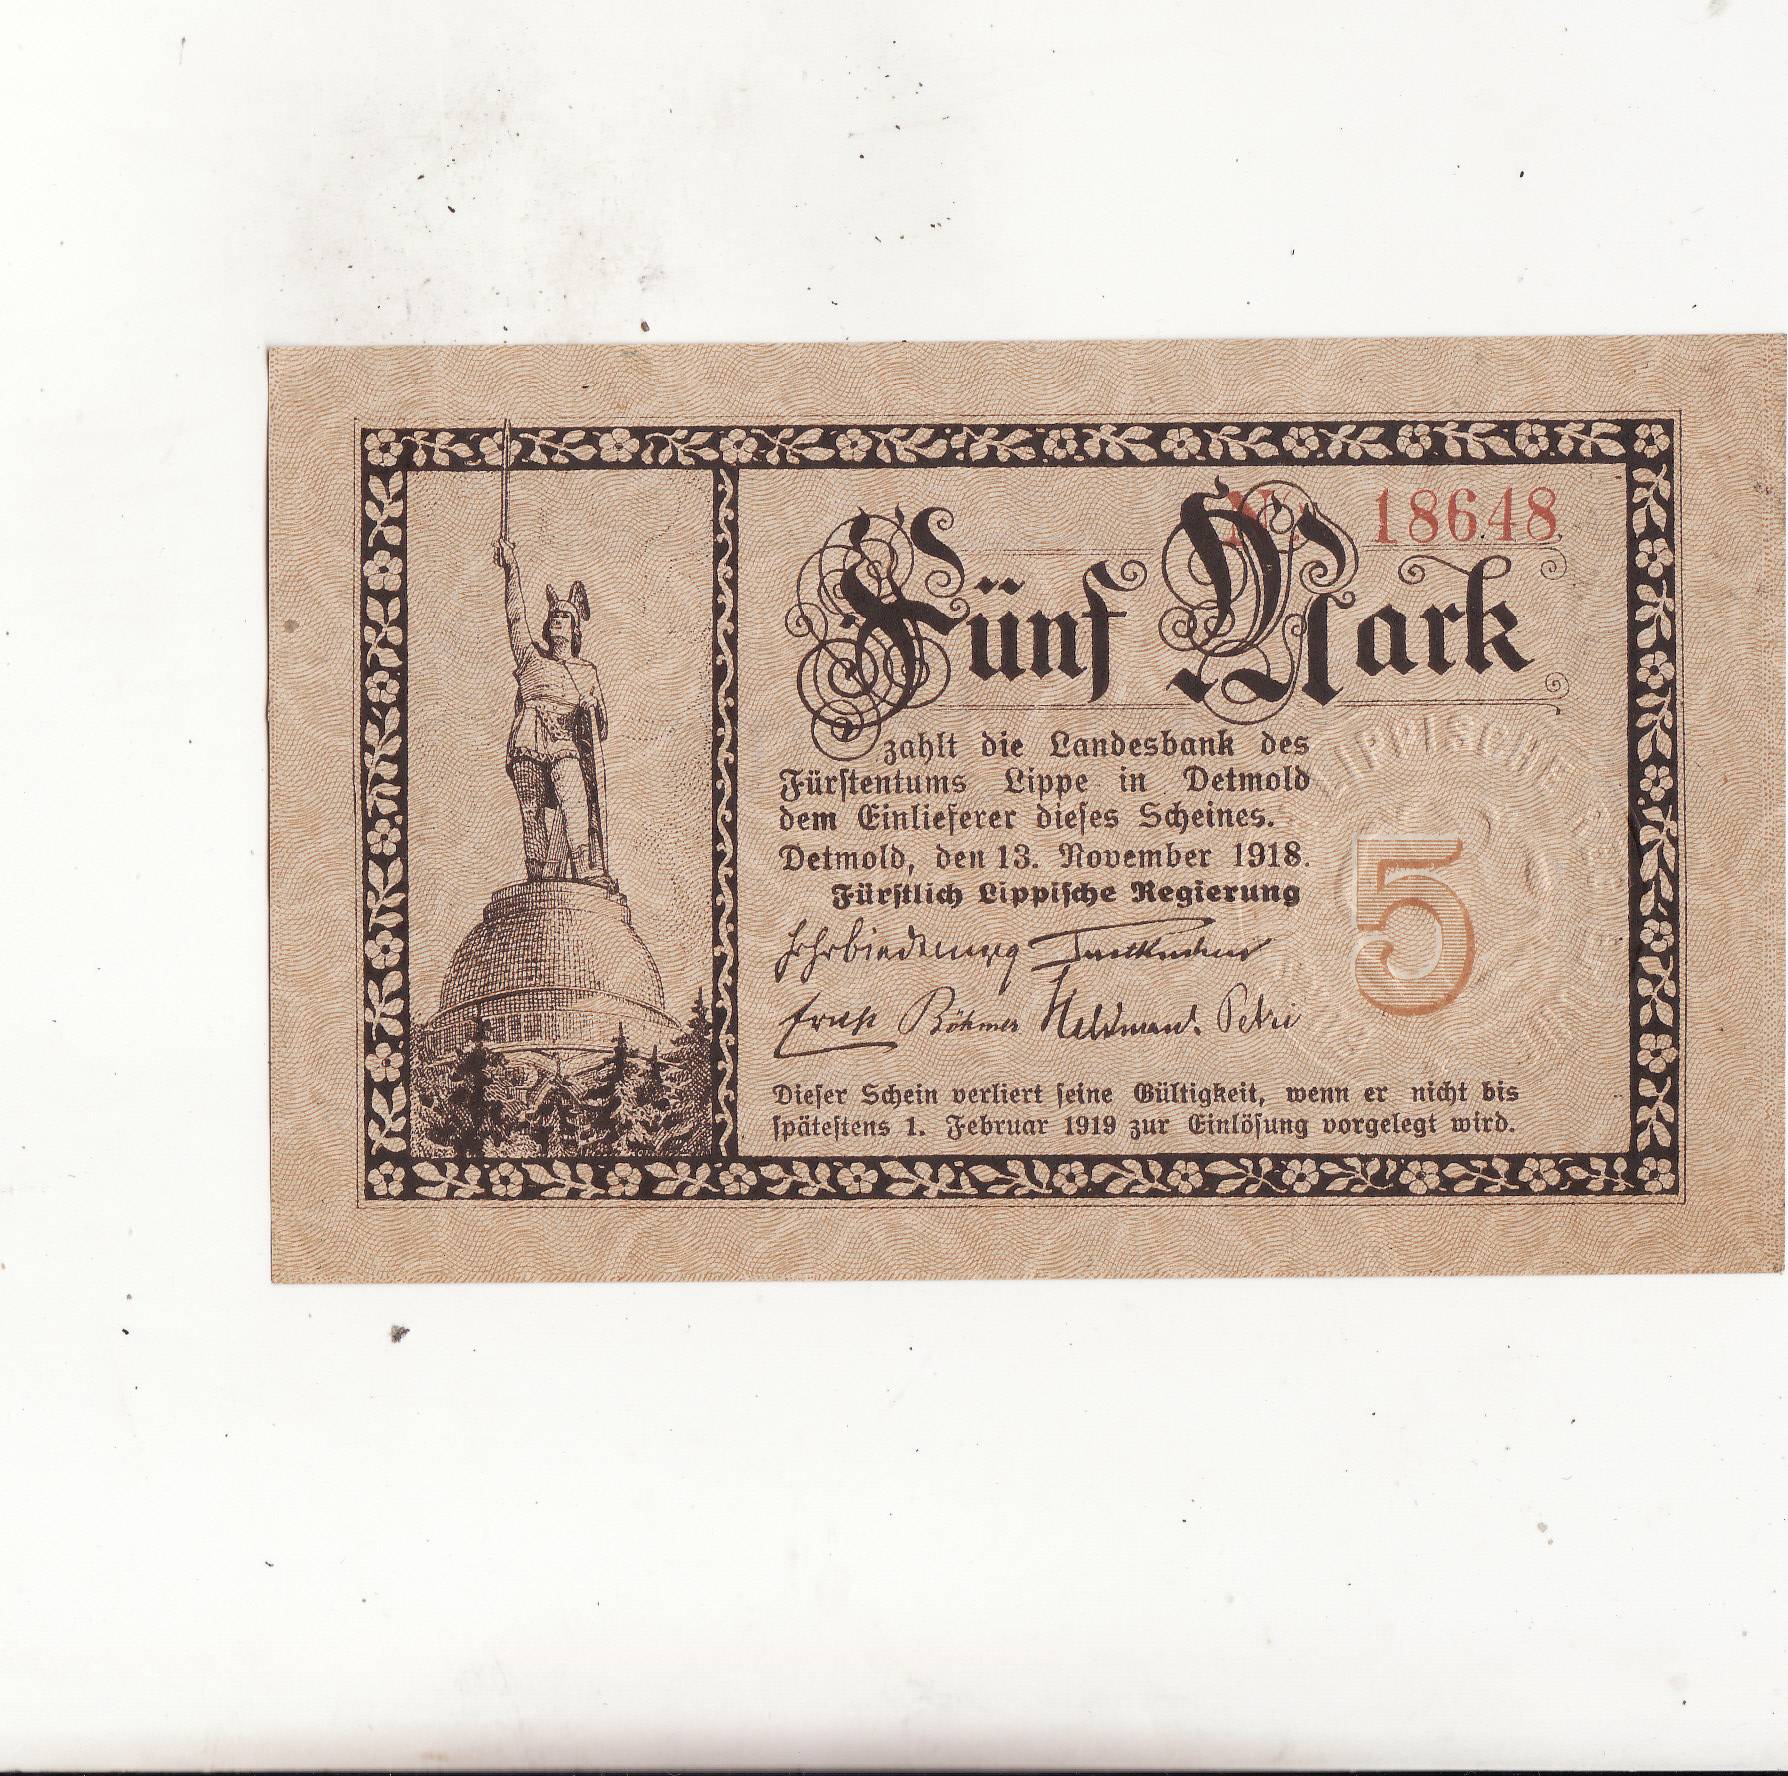 No. 18648
Fünf Mark
zahlt die Landesbank des
Fürstentums Lippe in Detmold
dem Einlieferer dieses Scheines.
Detmold, den 13. November 1918.
Fürstlich Lippische Regierung
Böhmer Petri
LIPPISCHE
5
Dieser Schein verliert seine Gültigkeit, wenn er nicht bis
spätestens 1. Februar 1919 zur Einlösung vorgelegt wird.